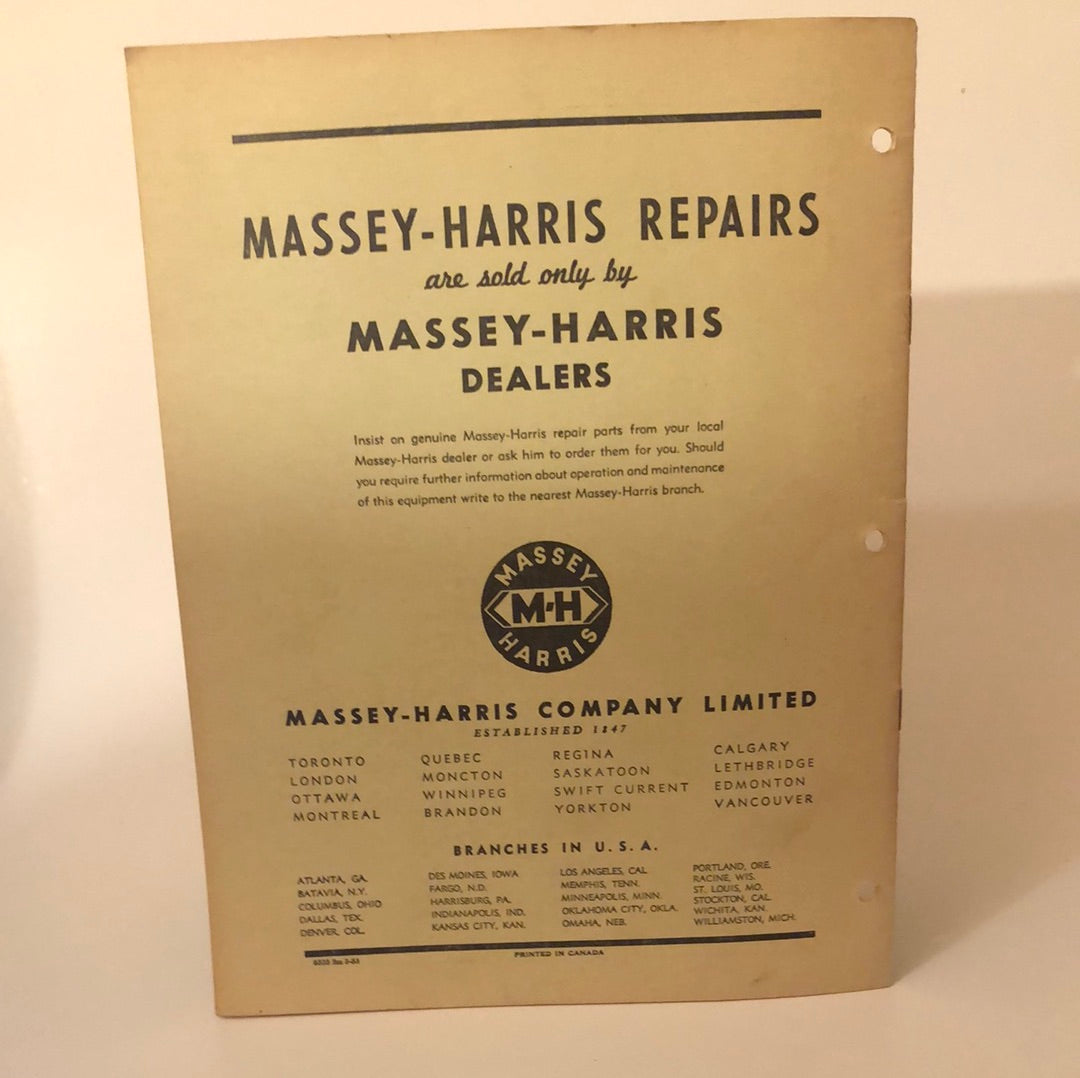 MASSEY-HARRIS REPAIRS
are sold only by
MASSEY-HARRIS
DEALERS
Insist on genuine Massey-Harris repair parts from your local
Massey-Harris dealer or ask him to order them for you. Should
you require further information about operation and maintenance
of this equipment write to the nearest Massey-Harris branch.
MASSEY
M-H
HARRIS
MASSEY-HARRIS COMPANY LIMITED
ESTABLISHED 1847
TORONTO QUEBEC REGINA CALGARY
LONDON MONCTON SASKATOON LETHBRIDGE
OTTAWA WINNIPEG SWIFT CURRENT EDMONTON
MONTREAL BRANDON YORKTON VANCOUVER
BRANCHES IN U. S. A.
ATLANTA, GA. DES MOINES, IOWA LOS ANGELES, CAL. PORTLAND, ORE.
BATAVIA, N.Y. FARGO, N.D. MEMPHIS, TENN. RACINE, WIS.
COLUMBUS, OHIO HARRISBURG, PA. MINNEAPOLIS, MINN. ST. LOUIS, MO.
DALLAS, TEX. INDIANAPOLIS, IND. OKLAHOMA CITY, OKLA. STOCKTON, CAL.
DENVER, COL. KANSAS CITY, KAN. OMAHA, NEB. WICHITA, KAN.
WILLIAMSTON, MICH.
PRINTED IN CANADA